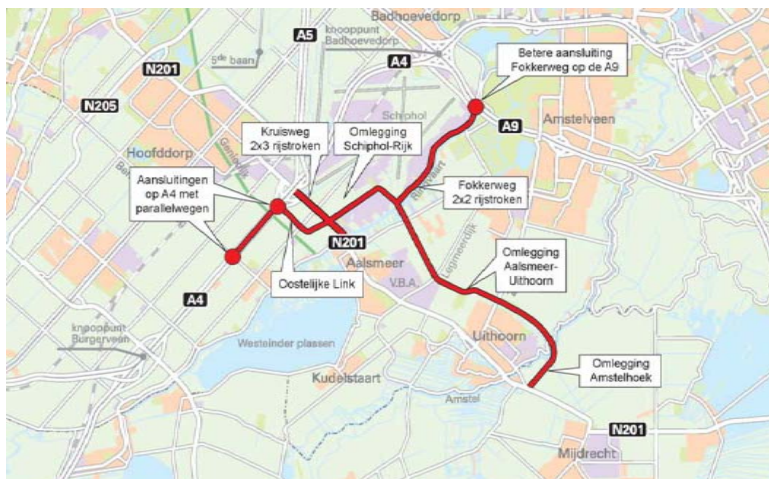 Badhoevedorp
knooppunt
Badhoevedorp
A5
5de baan
N201
A4
Betere aansluiting
Fokkerweg op de A9
N205
Schiphol
A9
Amstelveen
Kruisweg
2x3 rijstroken
Omlegging
Schiphol-Rijk
Hoofddorp
Aansluitingen
op A4 met
parallelwegen
Fokkerweg
2x2 rijstroken
N201
Aalsmeer
Legmeerdijk
Omlegging
Aalsmeer-
Uithoorn
Oostelijke Link
V.B.A.
A4
knooppunt
Burgerveen
Westeinder plassen
Uithoorn
Kudelstaart
Omlegging
Amstelhoek
Amstel
N201
Mijdrecht